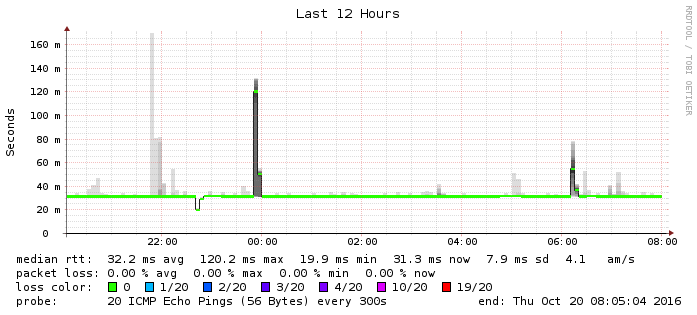 Last 12 Hours
RRDTOOL / TOBI OETIKER
Seconds
160 m
140 m
120 m
100 m
80 m
60 m
40 m
20 m
0
22:00 00:00 02:00 04:00 06:00 08:00
median rtt: 32.2 ms avg 120.2 ms max 19.9 ms min 31.3 ms now 7.9 ms sd 4.1 am/s
packet loss: 0.00 % avg 0.00 % max 0.00 % min 0.00 % now
loss color: 0 1/20 2/20 3/20 4/20 10/20 19/20
probe: 20 ICMP Echo Pings (56 Bytes) every 300s end: Thu Oct 20 08:05:04 2016